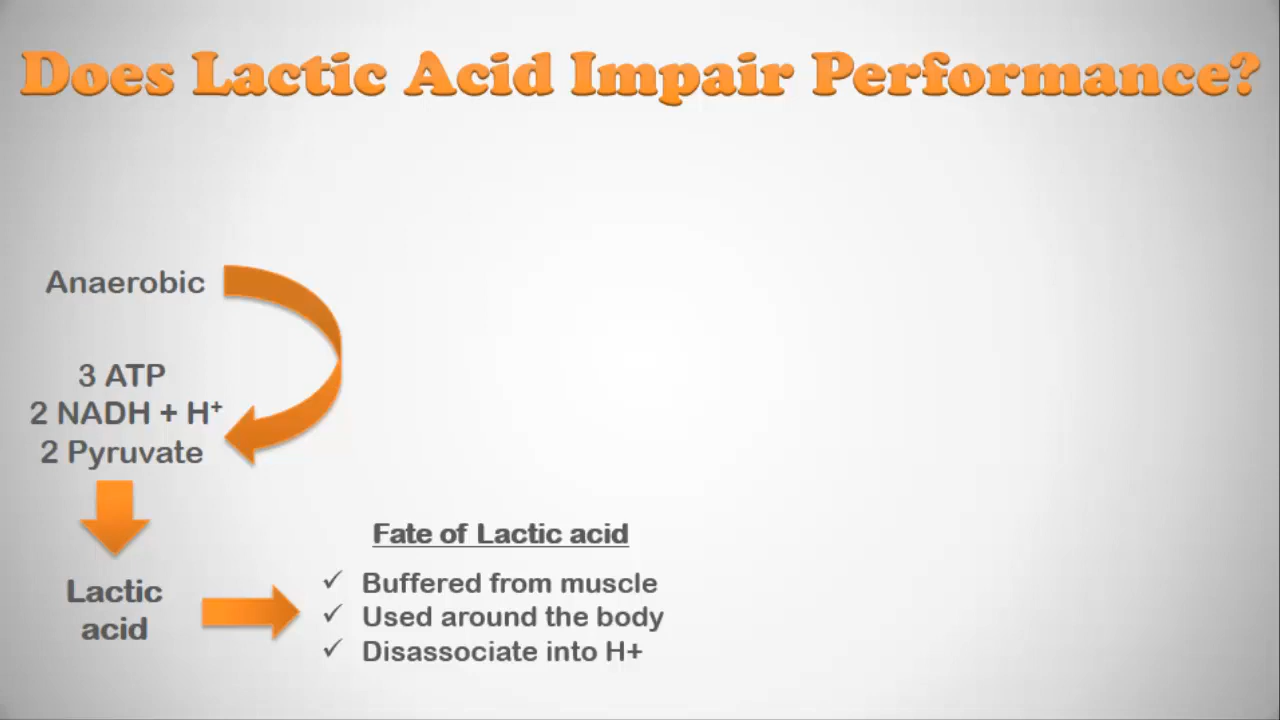 Does Lactic Acid Impair Performance?
Anaerobic
3 ATP
2 NADH + H⁺
2 Pyruvate
Lactic
acid
Fate of Lactic acid
✓ Buffered from muscle
✓ Used around the body
✓ Disassociate into H+